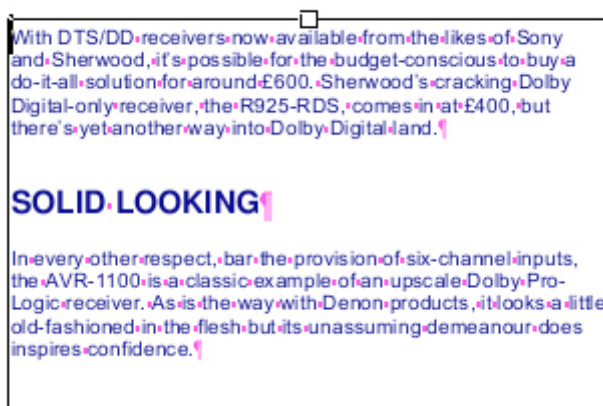 With DTS/DD receivers now available from the likes of Sony
and Sherwood, it's possible for the budget-conscious to buy a
do-it-all solution for around £600. Sherwood's cracking Dolby
Digital-only receiver, the R925-RDS, comes in at £400, but
there's yet another way into Dolby Digital land.¶
SOLID LOOKING¶
In every other respect, bar the provision of six-channel inputs,
the AVR-1100 is a classic example of an upscale Dolby Pro-
Logic receiver. As is the way with Denon products, it looks a little
old-fashioned in the flesh but its unassuming demeanour does
inspires confidence.¶